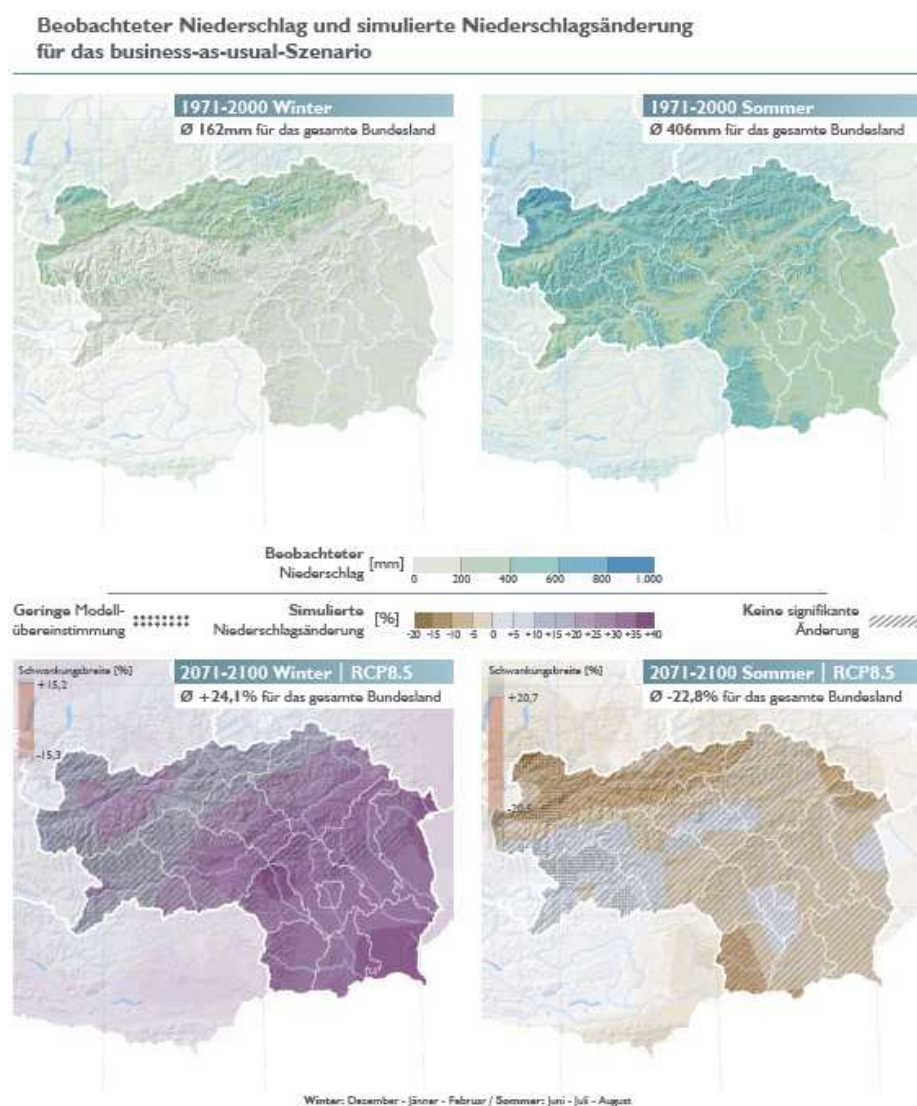 Beobachteter Niederschlag und simulierte Niederschlagsänderung
für das business-as-usual-Szenario
1971-2000 Winter
Ø 162mm für das gesamte Bundesland
1971-2000 Sommer
Ø 406mm für das gesamte Bundesland
Beobachteter
Niederschlag
[mm]
0 200 400 600 800 1.000
Geringe Modell-
übereinstimmung
Simulierte
Niederschlagsänderung
[%]
-20 -15 -10 -5 0 +5 +10 +15 +20 +25 +30 +35 +40
Keine signifikante
Änderung
Schwankungsbreite [%]
+15,2
-15,3
2071-2100 Winter | RCP8.5
Ø +24,1% für das gesamte Bundesland
Schwankungsbreite [%]
+20,7
2071-2100 Sommer | RCP8.5
Ø -22,8% für das gesamte Bundesland
Winter: Dezember - Jänner - Februar / Sommer: Juni - Juli - August